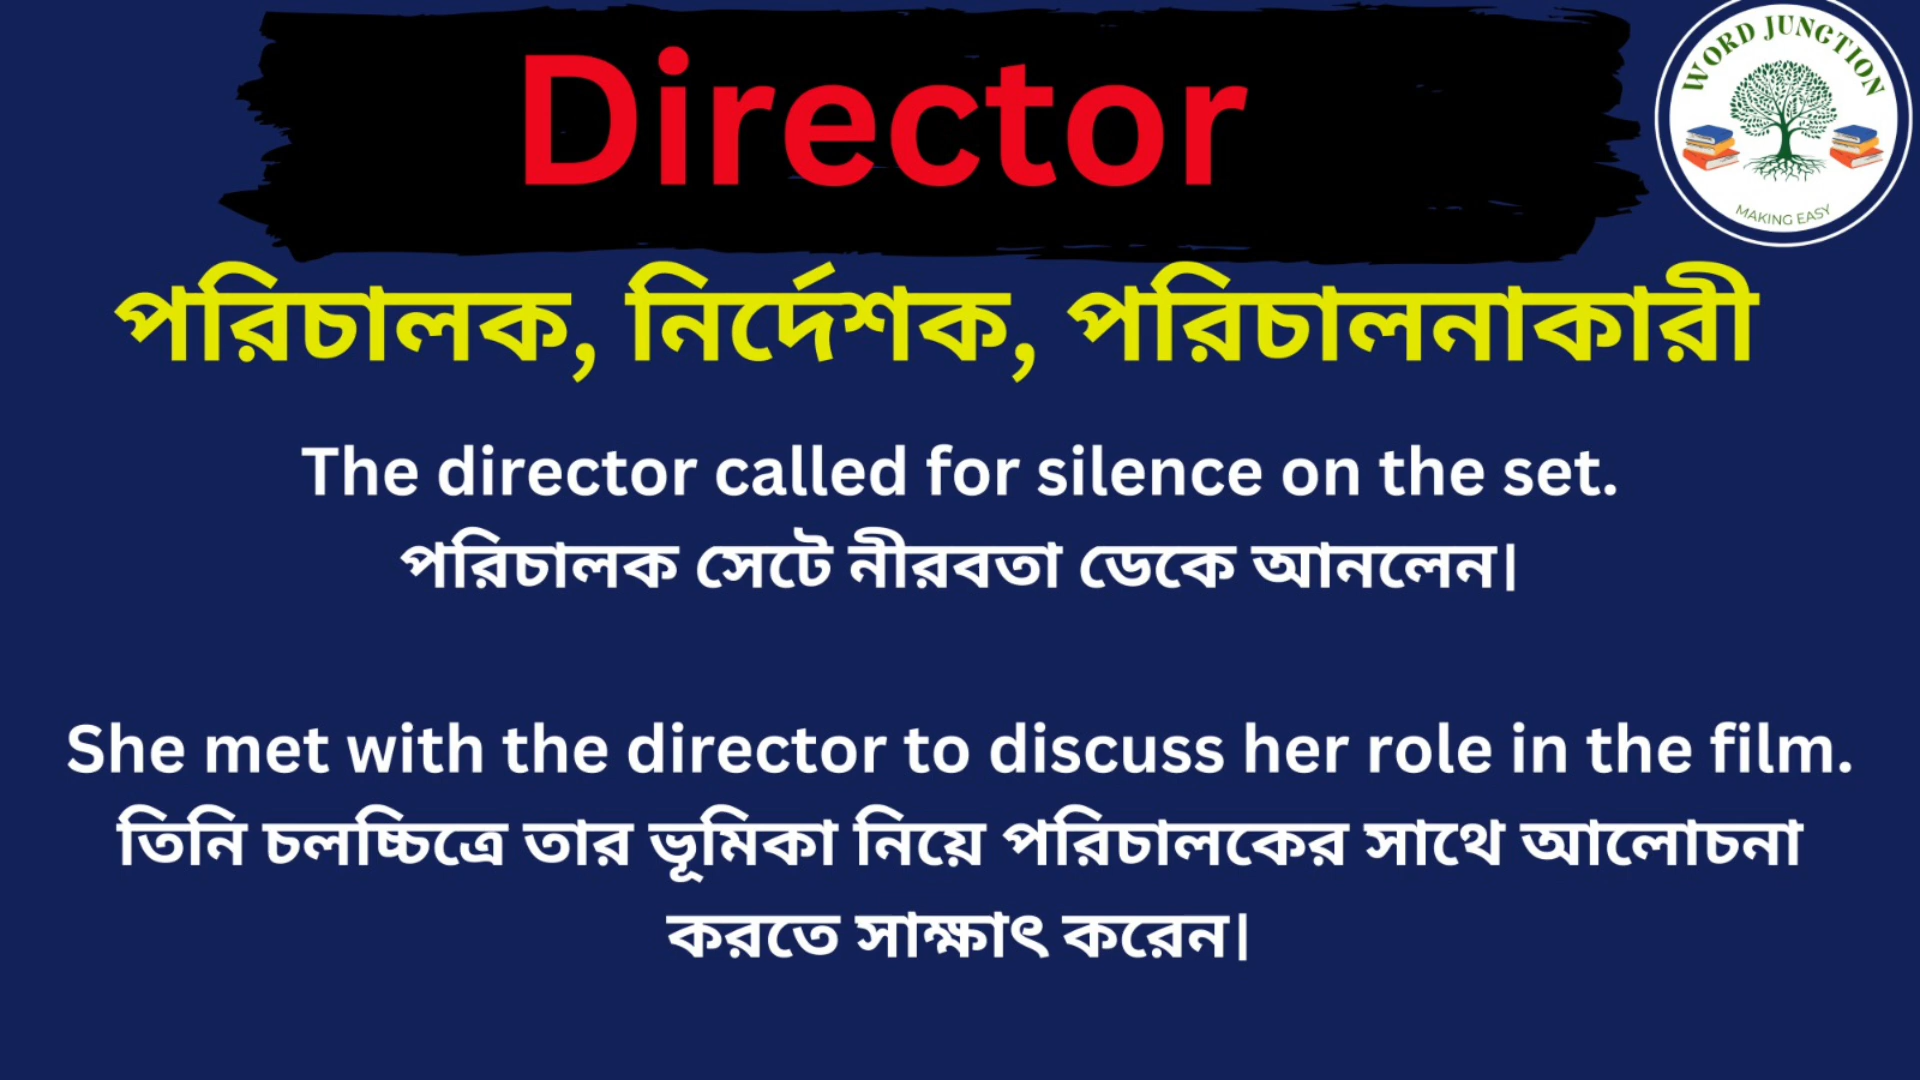 Director
WORD JUNCTION
MAKING EASY
পরিচালক, নির্দেশক, পরিচালনাকারী
The director called for silence on the set.
পরিচালক সেটে নীরবতা ডেকে আনলেন।
She met with the director to discuss her role in the film.
তিনি চলচ্চিত্রে তার ভূমিকা নিয়ে পরিচালকের সাথে আলোচনা
করতে সাক্ষাৎ করেন।